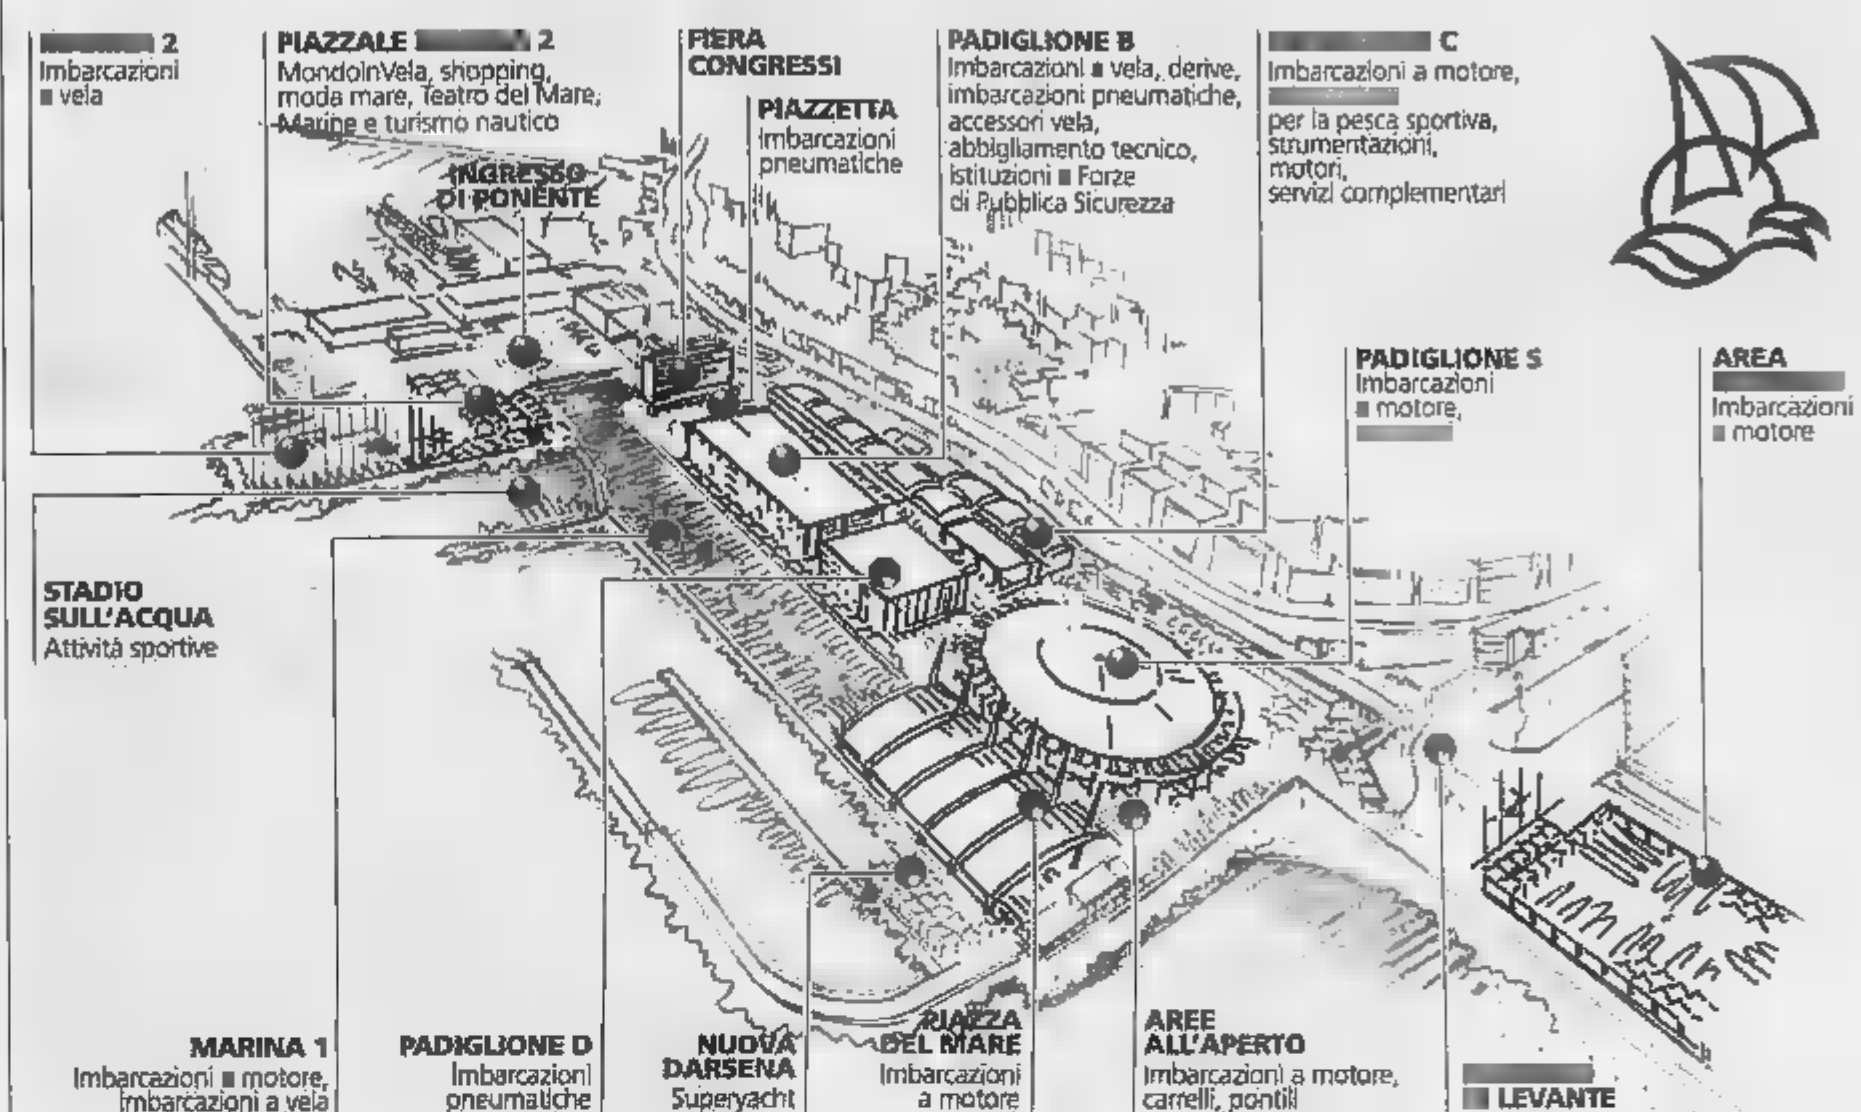 2
Imbarcazioni
vela
PIAZZALE 2
MondoInVela, shopping,
moda mare, Teatro del Mare,
Marine e turismo nautico
INGRESSO
DI PONENTE
FIERA
CONGRESSI
PIAZZETTA
Imbarcazioni
pneumatiche
PADIGLIONE B
Imbarcazioni vela, derive,
imbarcazioni pneumatiche,
accessori vela,
abbigliamento tecnico,
istituzioni Forze
di Pubblica Sicurezza
C
Imbarcazioni a motore,
per la pesca sportiva,
strumentazioni,
motori,
servizi complementari
PADIGLIONE S
Imbarcazioni
motore,
AREA
Imbarcazioni
motore
STADIO
SULL'ACQUA
Attività sportive
MARINA 1
Imbarcazioni motore,
imbarcazioni a vela
PADIGLIONE D
Imbarcazioni
pneumatiche
NUOVA
DARSENA
Superyacht
PIAZZA
DEL MARE
Imbarcazioni
a motore
AREE
ALL'APERTO
Imbarcazioni a motore,
carrelli, pontili
LEVANTE